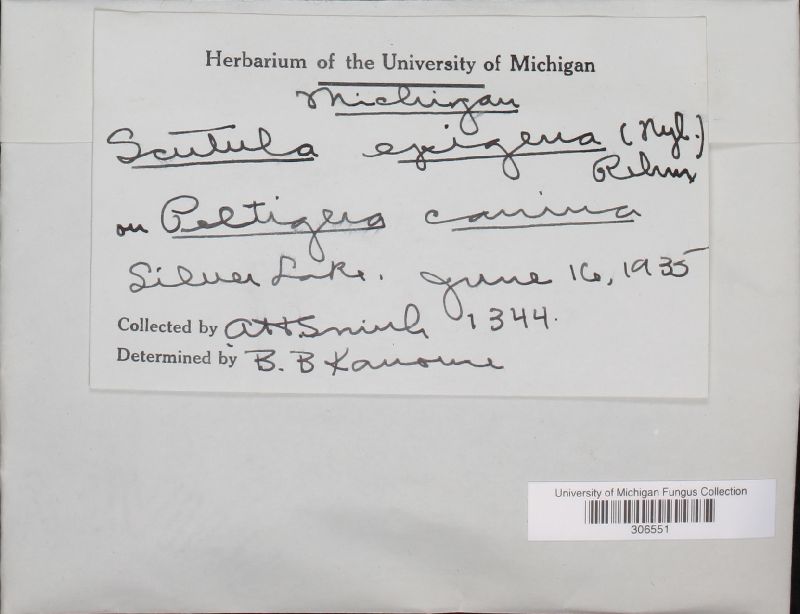 Herbarium of the University of Michigan
Michigan
Scutula epigena (Nyl.)
Rehm
on Peltigera canina
Silver Lake. June 16, 1935
Collected by A.H. Smith 1344.
Determined by B. B Kanouse
University of Michigan Fungus Collection
306551